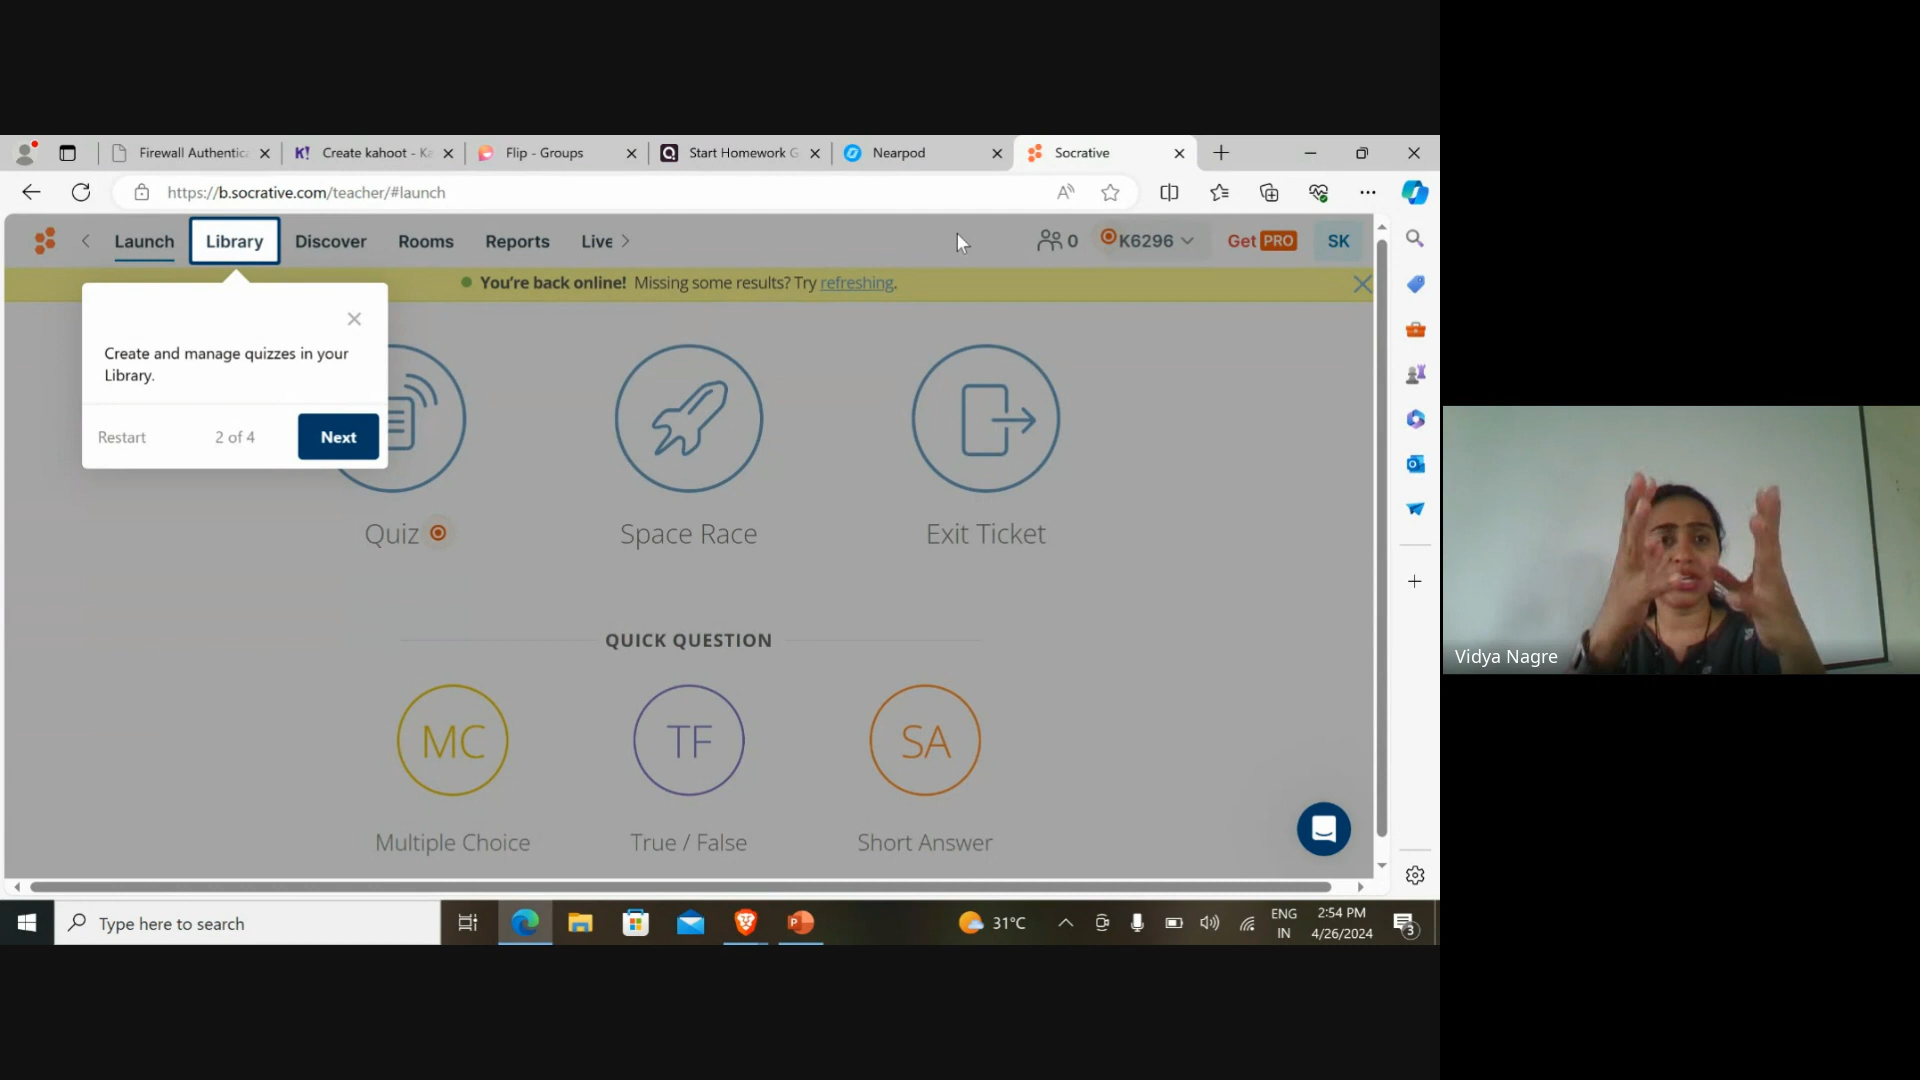 Firewall Authentica
K! Create kahoot - Ka
Flip - Groups
Start Homework G
Nearpod
Socrative
https://b.socrative.com/teacher/#launch
Launch
Library
Discover
Rooms
Reports
Live
0
K6296
Get PRO
SK
You're back online! Missing some results? Try refreshing.
Create and manage quizzes in your
Library.
Restart
2 of 4
Next
Quiz
Space Race
Exit Ticket
QUICK QUESTION
MC
TF
SA
Multiple Choice
True / False
Short Answer
Vidya Nagre
Type here to search
31°C
ENG
IN
2:54 PM
4/26/2024
3